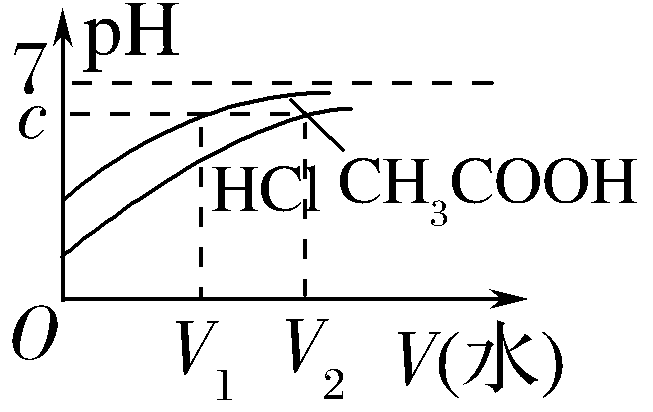 pH
7
c
HCl CH₃COOH
O V₁ V₂ V(水)